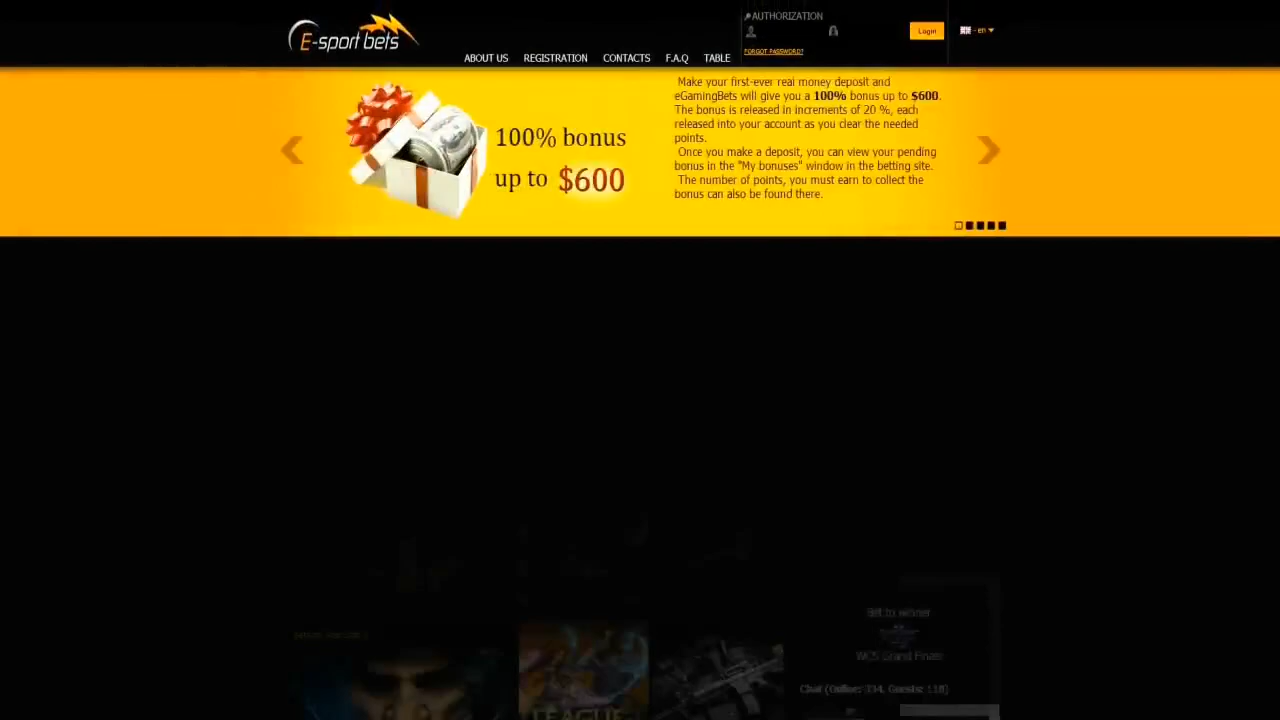 E-sport bets
AUTHORIZATION
Login
- en
FORGOT PASSWORD?
ABOUT US REGISTRATION CONTACTS F.A.Q TABLE
100% bonus
up to $600
Make your first-ever real money deposit and
eGamingBets will give you a 100% bonus up to $600.
The bonus is released in increments of 20 %, each
released into your account as you clear the needed
points.
Once you make a deposit, you can view your pending
bonus in the "My bonuses" window in the betting site.
The number of points, you must earn to collect the
bonus can also be found there.
Bet to winner
WCS Grand Finals
Chat (Online: 734, Guests: 118)
LEAGUE